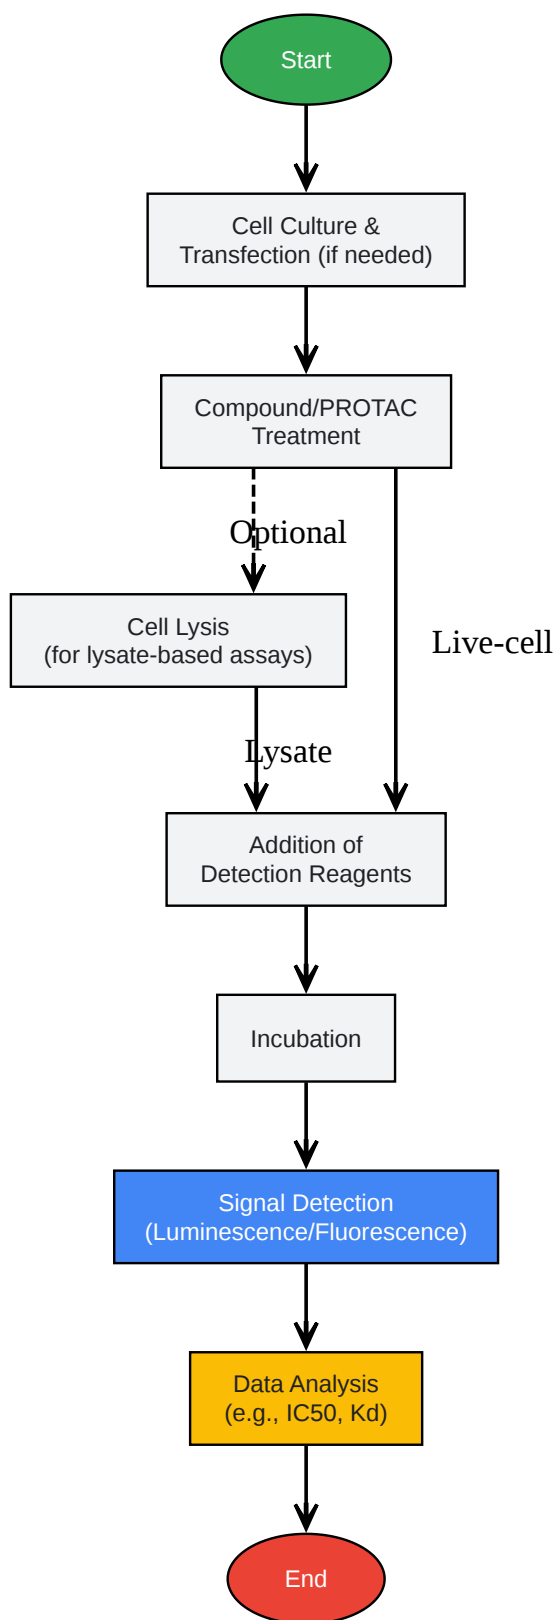 Start
Cell Culture &
Transfection (if needed)
Compound/PROTAC
Treatment
Optional
Cell Lysis
(for lysate-based assays)
Live-cell
Lysate
Addition of
Detection Reagents
Incubation
Signal Detection
(Luminescence/Fluorescence)
Data Analysis
(e.g., IC50, Kd)
End